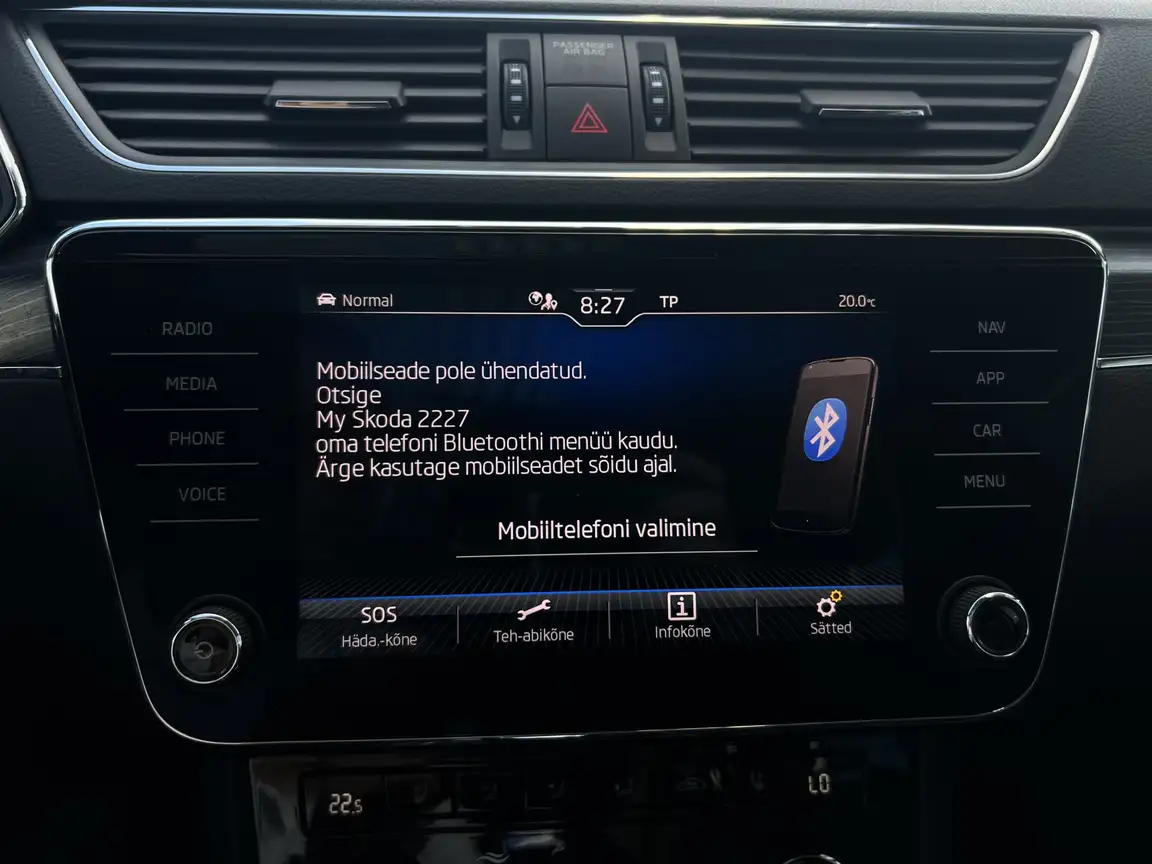 PASSENGER
AIR BAG
Normal
8:27
TP
20.0°C
RADIO
MEDIA
PHONE
VOICE
NAV
APP
CAR
MENU
Mobiilseade pole ühendatud.
Otsige
My Skoda 2227
oma telefoni Bluetoothi menüü kaudu.
Ärge kasutage mobiilseadet sõidu ajal.
Mobiiltelefoni valimine
SOS
Häda.-kõne
Teh-abikõne
Infokõne
Sätted
22.5
LO